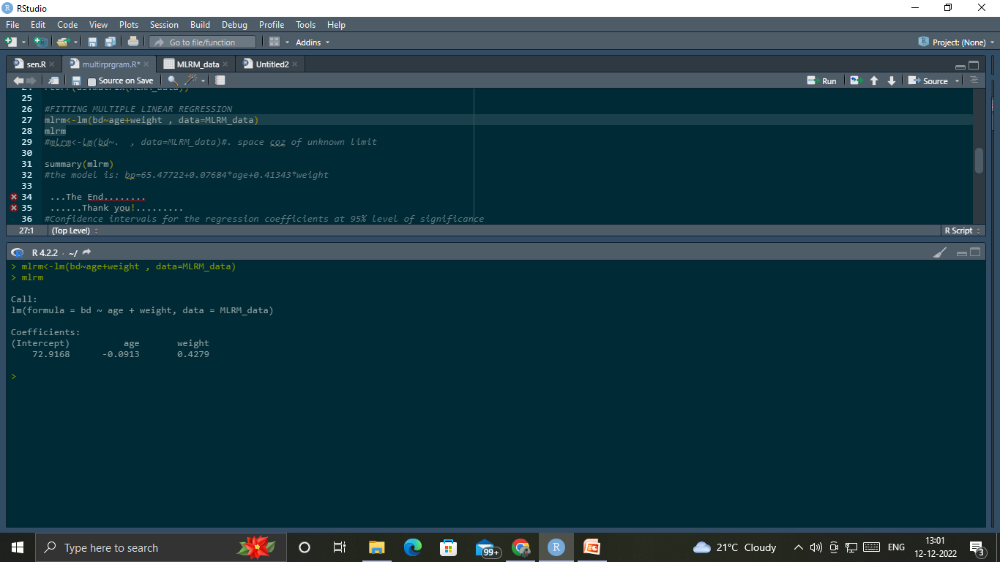 RStudio
File Edit Code View Plots Session Build Debug Profile Tools Help
Go to file/function Addins Project: (None)
sen.R multirprgram.R* MLRM_data Untitled2
Source on Save Run Source
25
26 #FITTING MULTIPLE LINEAR REGRESSION
27 mlrm<-lm(bd~age+weight , data=MLRM_data)
28 mlrm
29 #mlrm<-lm(bd~. , data=MLRM_data)#. space coz of unknown limit
30
31 summary(mlrm)
32 #the model is: bp=65.47722+0.07684*age+0.41343*weight
33
34 ...The End........
35 ......Thank you!.........
36 #Confidence intervals for the regression coefficients at 95% level of significance
27:1 (Top Level) R Script
R 4.2.2 · ~/
> mlrm<-lm(bd~age+weight , data=MLRM_data)
> mlrm
Call:
lm(formula = bd ~ age + weight, data = MLRM_data)
Coefficients:
(Intercept) age weight
72.9168 -0.0913 0.4279
>
Type here to search 99+ R 21°C Cloudy ENG 13:01
12-12-2022 3